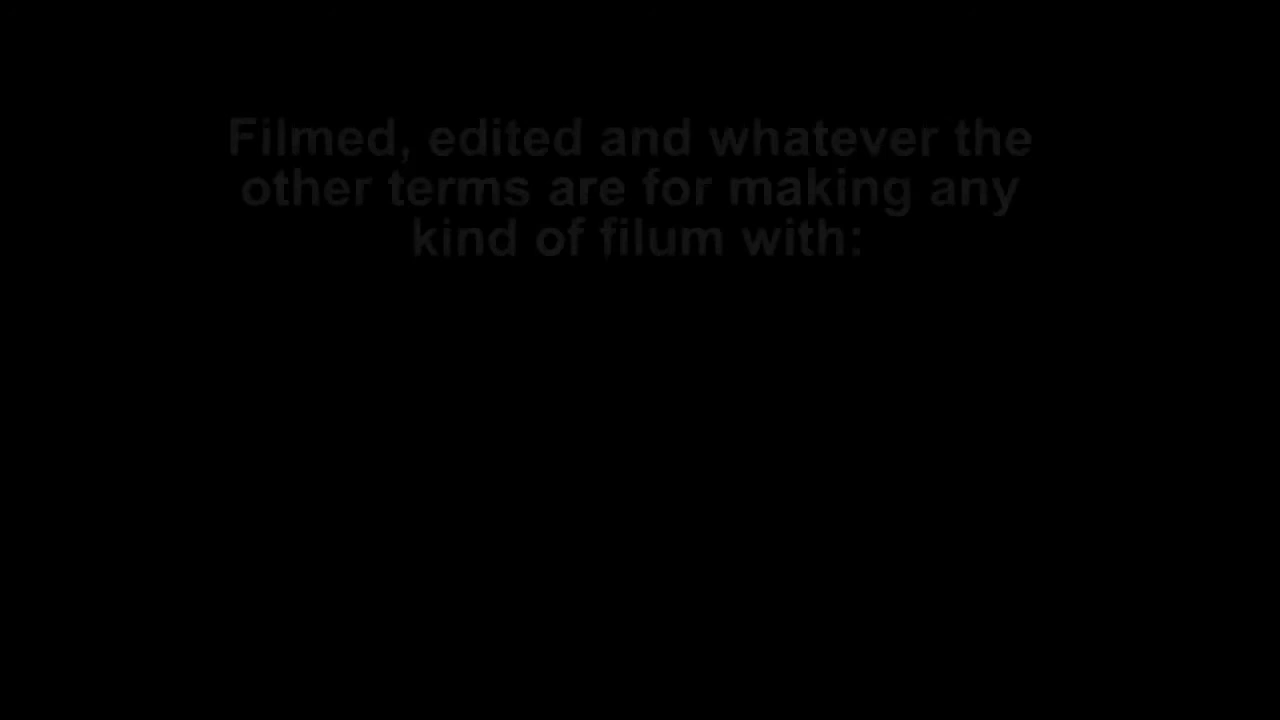 Filmed, edited and whatever the
other terms are for making any
kind of filum with: